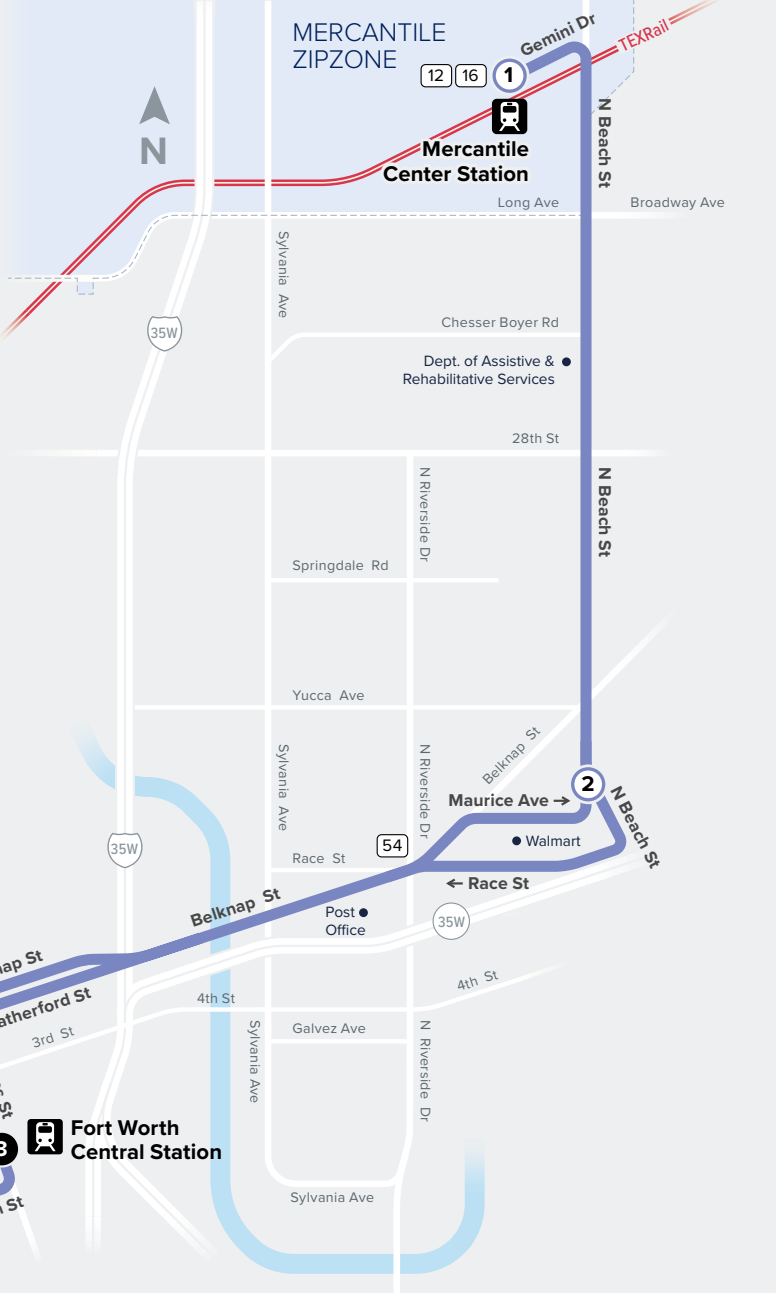 MERCANTILE
ZIPZONE
Gemini Dr
TEXRail
12
16
1
N
Mercantile
Center Station
N Beach St
Long Ave
Broadway Ave
Sylvania Ave
35W
Chesser Boyer Rd
Dept. of Assistive &
Rehabilitative Services
28th St
N Riverside Dr
N Beach St
Springdale Rd
Yucca Ave
Belknap St
Sylvania Ave
N Riverside Dr
2
Maurice Ave →
N Beach St
Walmart
54
35W
Race St
← Race St
Belknap St
Post
Office
35W
ap St
atherford St
4th St
4th St
3rd St
Sylvania Ave
Galvez Ave
N Riverside Dr
St
3
Fort Worth
Central Station
Sylvania Ave
St